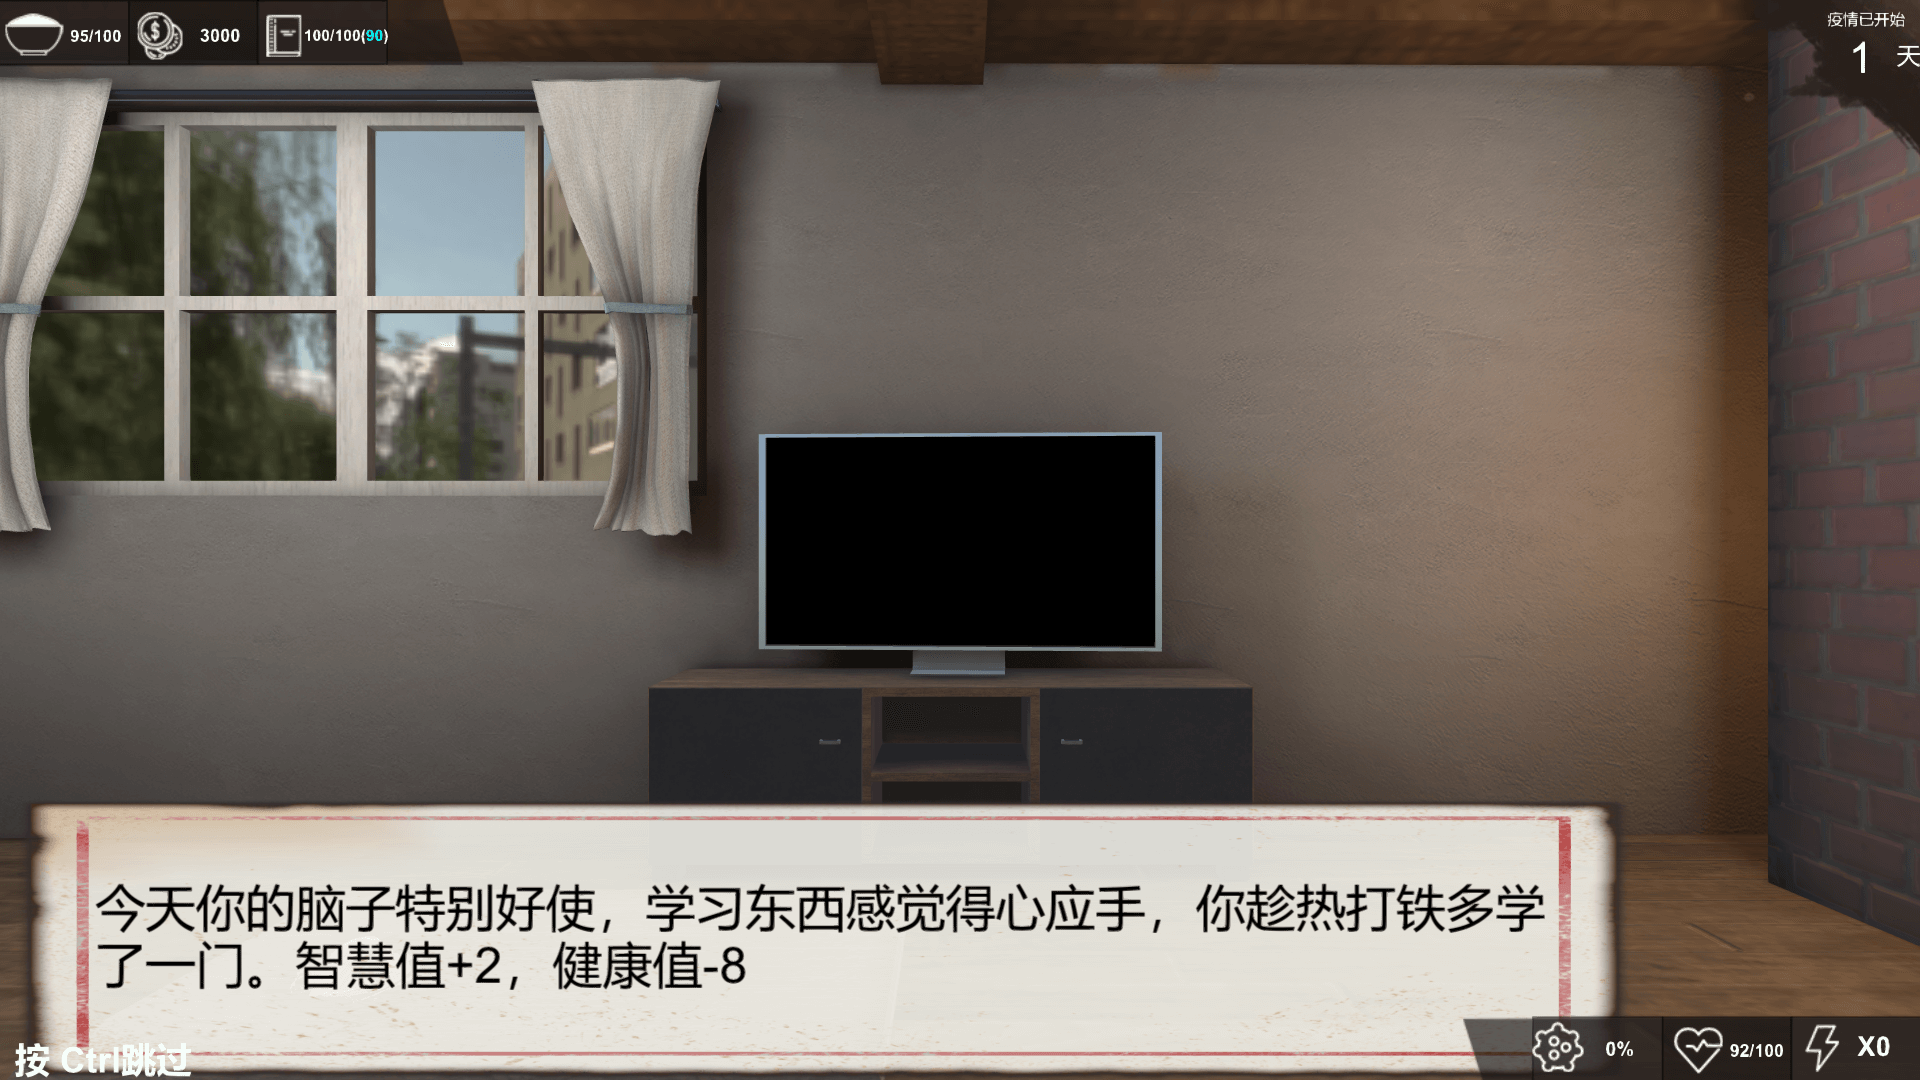 95/100
3000
100/100(90)
疫情已开始
1 天
今天你的脑子特别好使，学习东西感觉得心应手，你趁热打铁多学
了一门。智慧值+2，健康值-8
按 Ctrl跳过
0%
92/100
X0